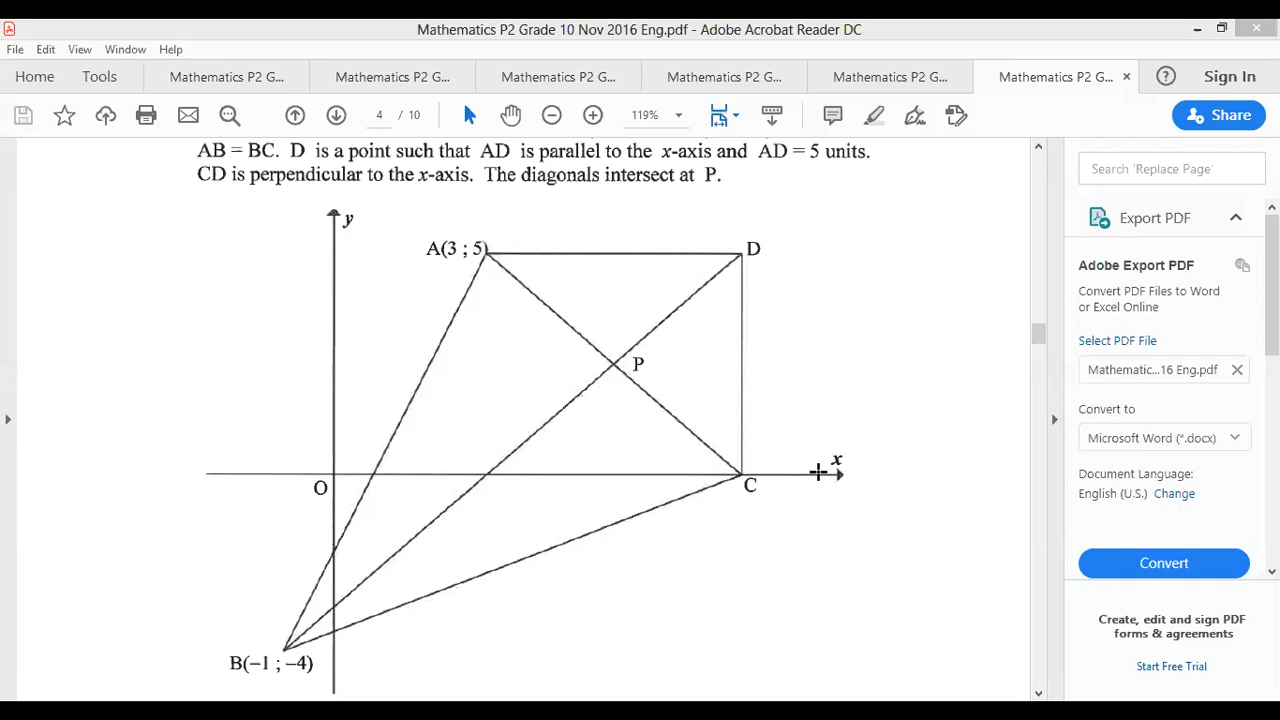 Mathematics P2 Grade 10 Nov 2016 Eng.pdf - Adobe Acrobat Reader DC
File Edit View Window Help
Home Tools Mathematics P2 G... Mathematics P2 G... Mathematics P2 G... Mathematics P2 G... Mathematics P2 G... Mathematics P2 G... × ? Sign In
4 / 10 119% Share
AB = BC. D is a point such that AD is parallel to the x-axis and AD = 5 units.
CD is perpendicular to the x-axis. The diagonals intersect at P.
y
A(3 ; 5)
D
P
x
O
C
B(−1 ; −4)
Search 'Replace Page'
Export PDF
Adobe Export PDF
Convert PDF Files to Word
or Excel Online
Select PDF File
Mathematic...16 Eng.pdf
Convert to
Microsoft Word (*.docx)
Document Language:
English (U.S.) Change
Convert
Create, edit and sign PDF
forms & agreements
Start Free Trial